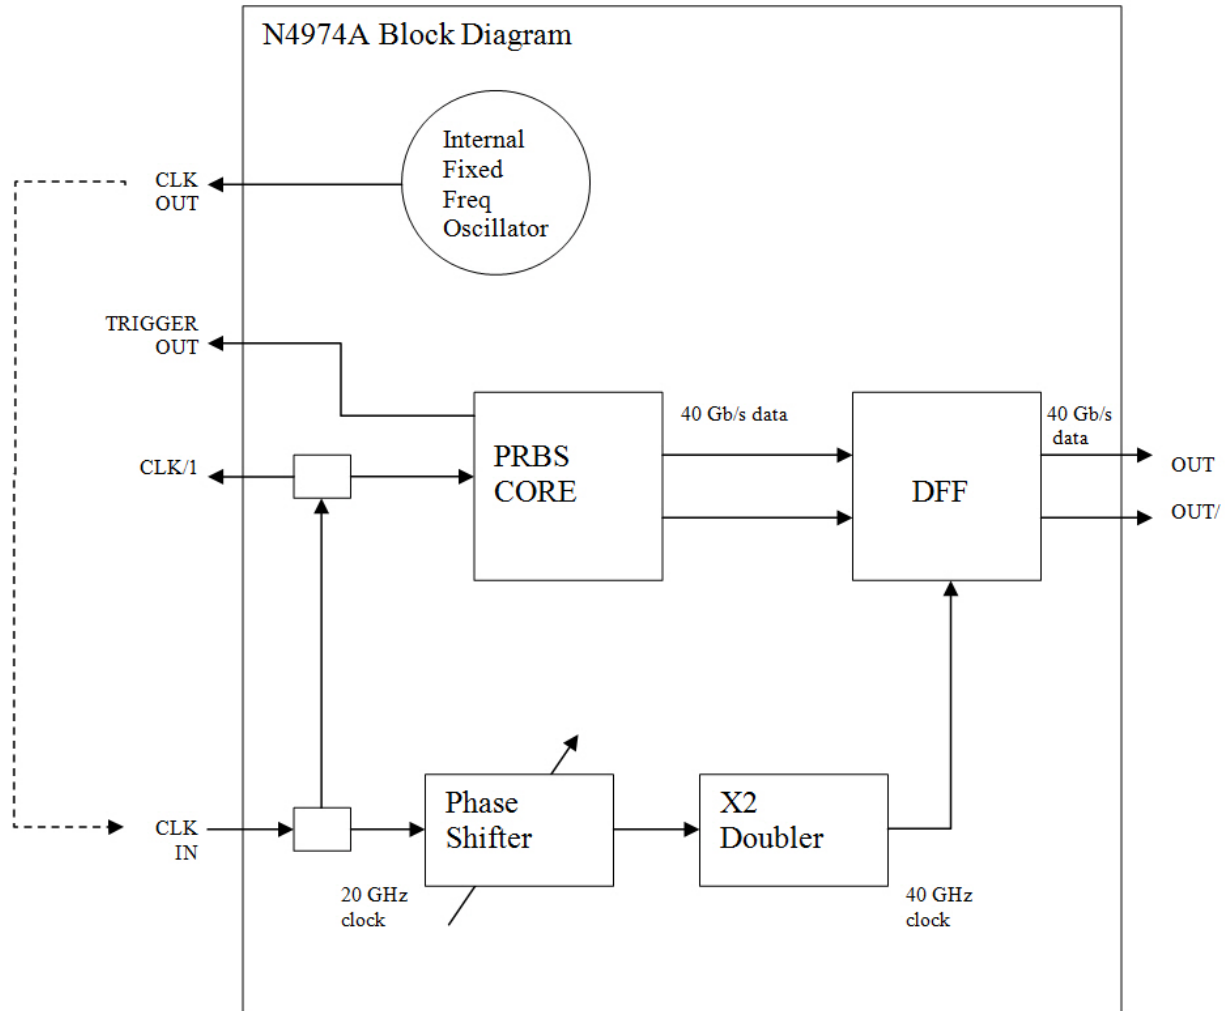 N4974A Block Diagram
Internal
Fixed
Freq
Oscillator
CLK
OUT
TRIGGER
OUT
CLK/1
PRBS
CORE
40 Gb/s data
DFF
40 Gb/s
data
OUT
OUT/
CLK
IN
Phase
Shifter
X2
Doubler
20 GHz
clock
40 GHz
clock